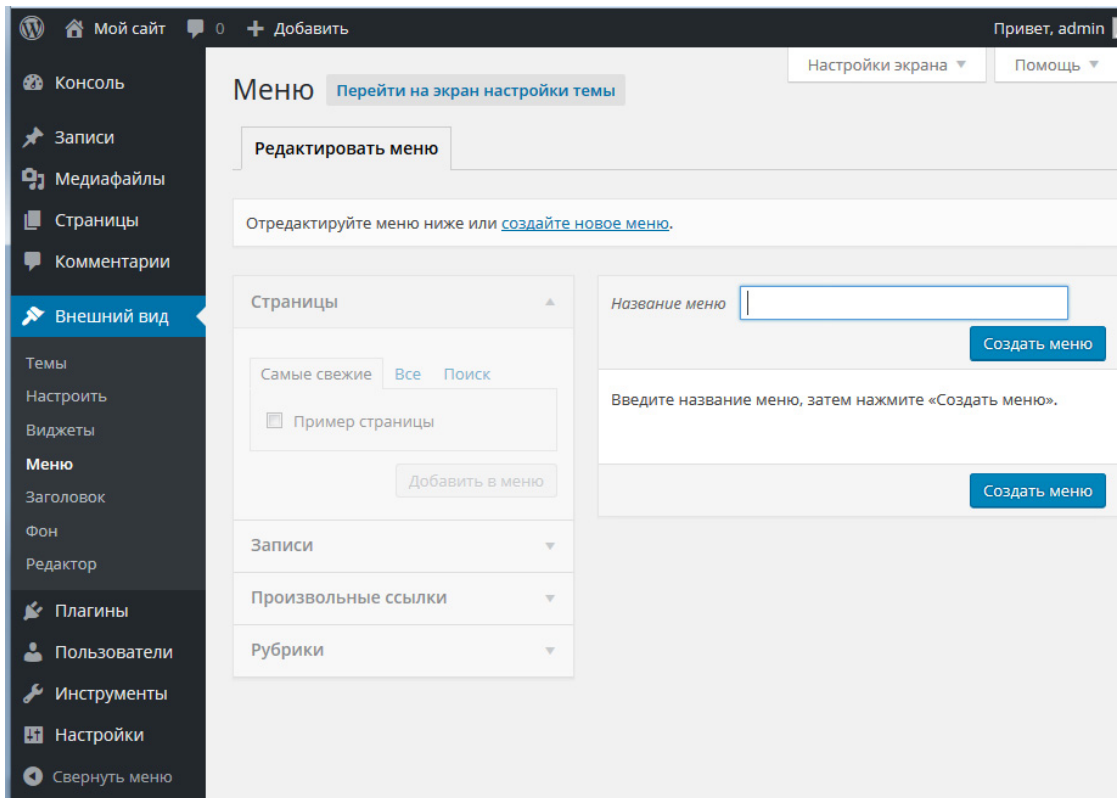 Мой сайт 0 Добавить Привет, admin
Настройки экрана Помощь
Консоль
Записи
Медиафайлы
Страницы
Комментарии
Внешний вид
Темы
Настроить
Виджеты
Меню
Заголовок
Фон
Редактор
Плагины
Пользователи
Инструменты
Настройки
Свернуть меню
Меню Перейти на экран настройки темы
Редактировать меню
Отредактируйте меню ниже или создайте новое меню.
Страницы
Самые свежие Все Поиск
Пример страницы
Добавить в меню
Записи
Произвольные ссылки
Рубрики
Название меню
Создать меню
Введите название меню, затем нажмите «Создать меню».
Создать меню